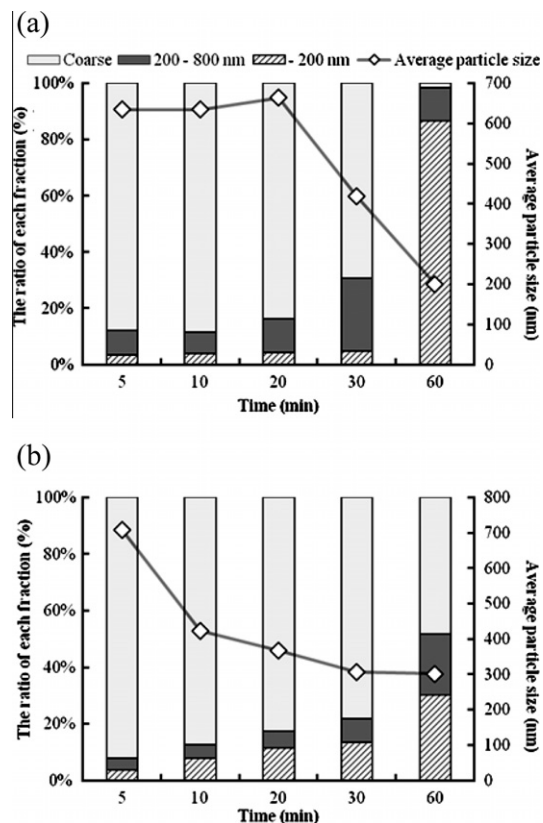 (a)
Coarse 200 - 800 nm - 200 nm Average particle size
100% 700
80% 600
500
60% 400
40% 300
20% 200
100
0% 0
5 10 20 30 60
Time (min)
The ratio of each fraction (%)
Average particle size (nm)
(b)
100% 800
700
80% 600
60% 500
400
40% 300
20% 200
100
0% 0
5 10 20 30 60
Time (min)
The ratio of each fraction (%)
Average particle size (nm)